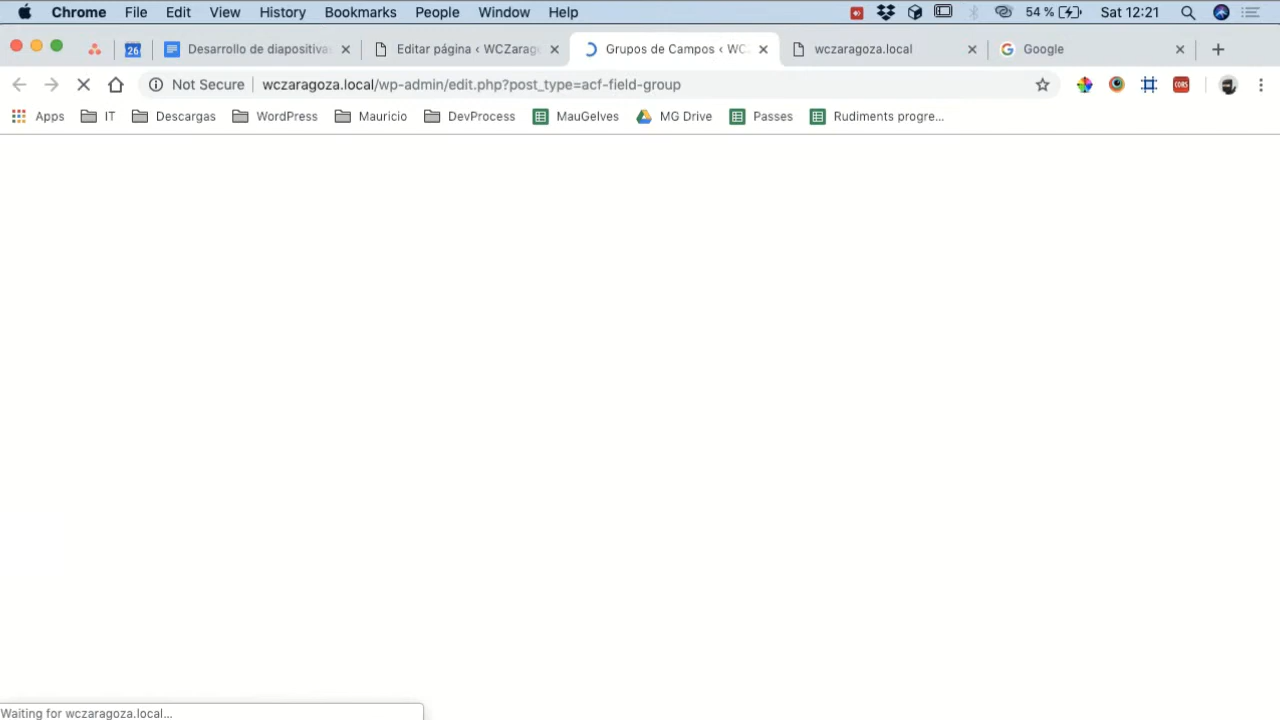 Chrome File Edit View History Bookmarks People Window Help 54 % Sat 12:21
26 Desarrollo de diapositiva Editar página ‹ WCZarag Grupos de Campos ‹ WC wczaragoza.local Google
Not Secure wczaragoza.local/wp-admin/edit.php?post_type=acf-field-group CORS
Apps IT Descargas WordPress Mauricio DevProcess MauGelves MG Drive Passes Rudiments progre...
Waiting for wczaragoza.local...